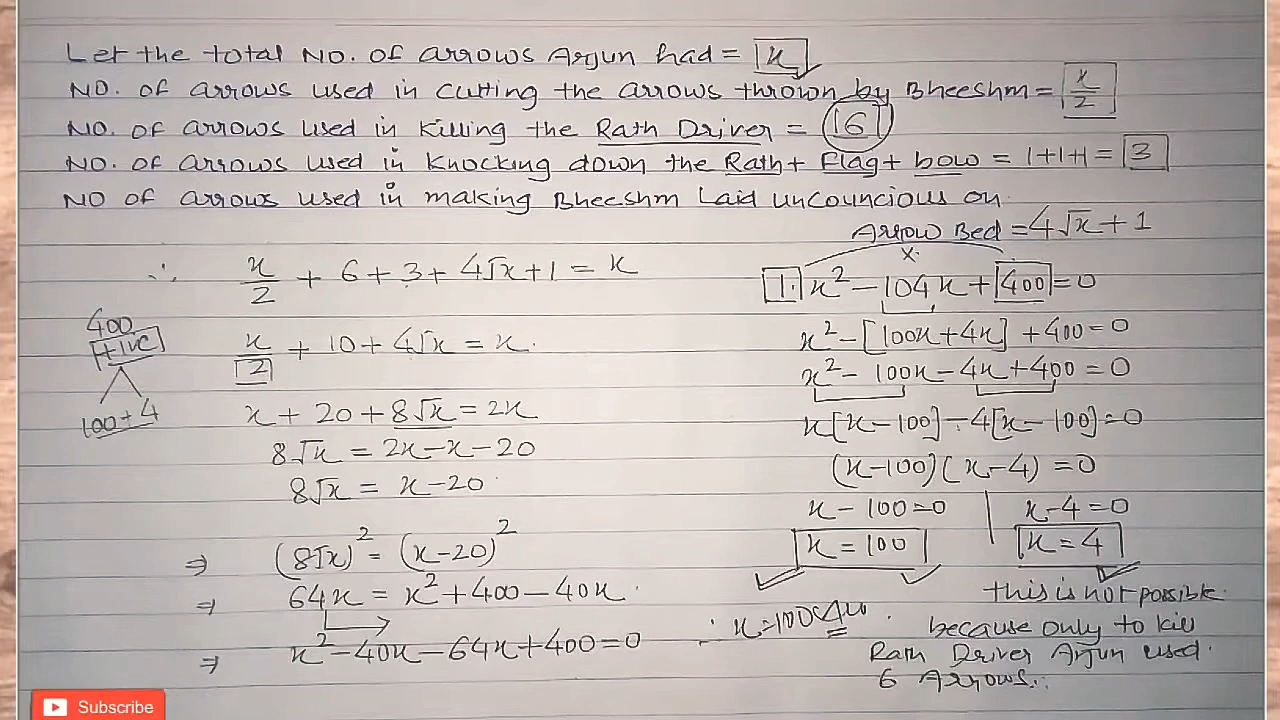 Let the total No. of arrows Arjun had = x
NO. of arrows used in cutting the arrows thrown by Bheeshm = x/2
NO. of arrows used in killing the Rath Driver = 6
NO. of arrows used in knocking down the Rath + Flag + bow = 1+1+1 = 3
NO of arrows used in making Bheeshm Laid uncouncious on
Arrow Bed = 4√x + 1
∴ x/2 + 6 + 3 + 4√x + 1 = x
x/2 + 10 + 4√x = x.
x + 20 + 8√x = 2x
8√x = 2x - x - 20
8√x = x - 20
⇒ (8√x)² = (x-20)²
⇒ 64x = x² + 400 - 40x
⇒ x² - 40x - 64x + 400 = 0
400
+ive
100+4
x
1. x² - 104x + 400 = 0
x² - [100x + 4x] + 400 = 0
x² - 100x - 4x + 400 = 0
x[x - 100] - 4[x - 100] = 0
(x-100)(x-4) = 0
x - 100 = 0 | x - 4 = 0
x = 100 x = 4
this is not possible.
because only to kill
Rath Driver Arjun used.
6 Arrows.
∴ x = 100
Subscribe